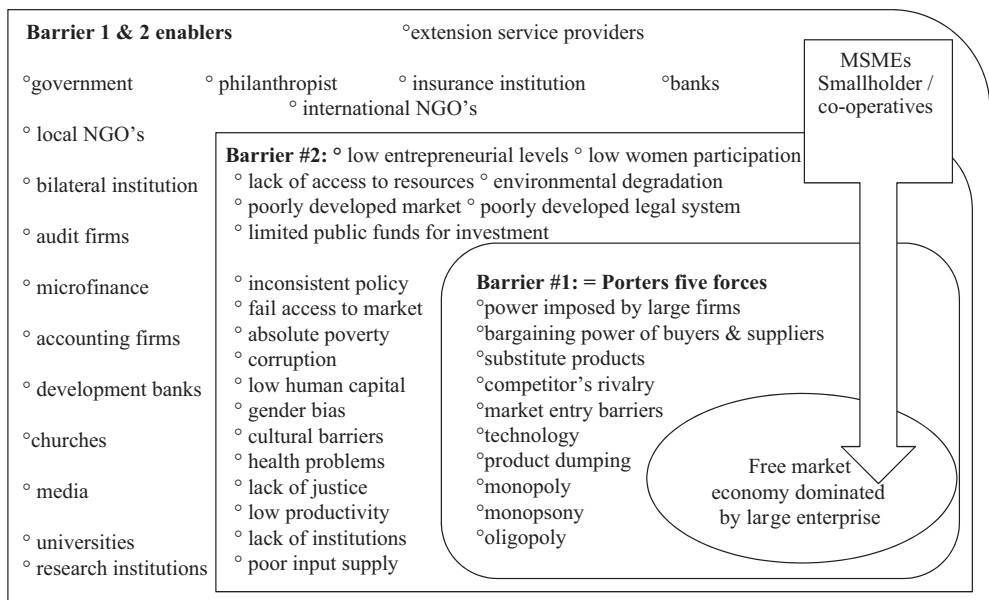 Barrier 1 & 2 enablers
°extension service providers
°government
° philanthropist
° insurance institution
°banks
° international NGO's
° local NGO's
° bilateral institution
° audit firms
° microfinance
° accounting firms
° development banks
°churches
° media
° universities
° research institutions
MSMEs
Smallholder /
co-operatives
Barrier #2: ° low entrepreneurial levels ° low women participation
° lack of access to resources ° environmental degradation
° poorly developed market ° poorly developed legal system
° limited public funds for investment
° inconsistent policy
° fail access to market
° absolute poverty
° corruption
° low human capital
° gender bias
° cultural barriers
° health problems
° lack of justice
° low productivity
° lack of institutions
° poor input supply
Barrier #1: = Porters five forces
°power imposed by large firms
°bargaining power of buyers & suppliers
°substitute products
°competitor's rivalry
°market entry barriers
°technology
°product dumping
°monopoly
°monopsony
°oligopoly
Free market
economy dominated
by large enterprise